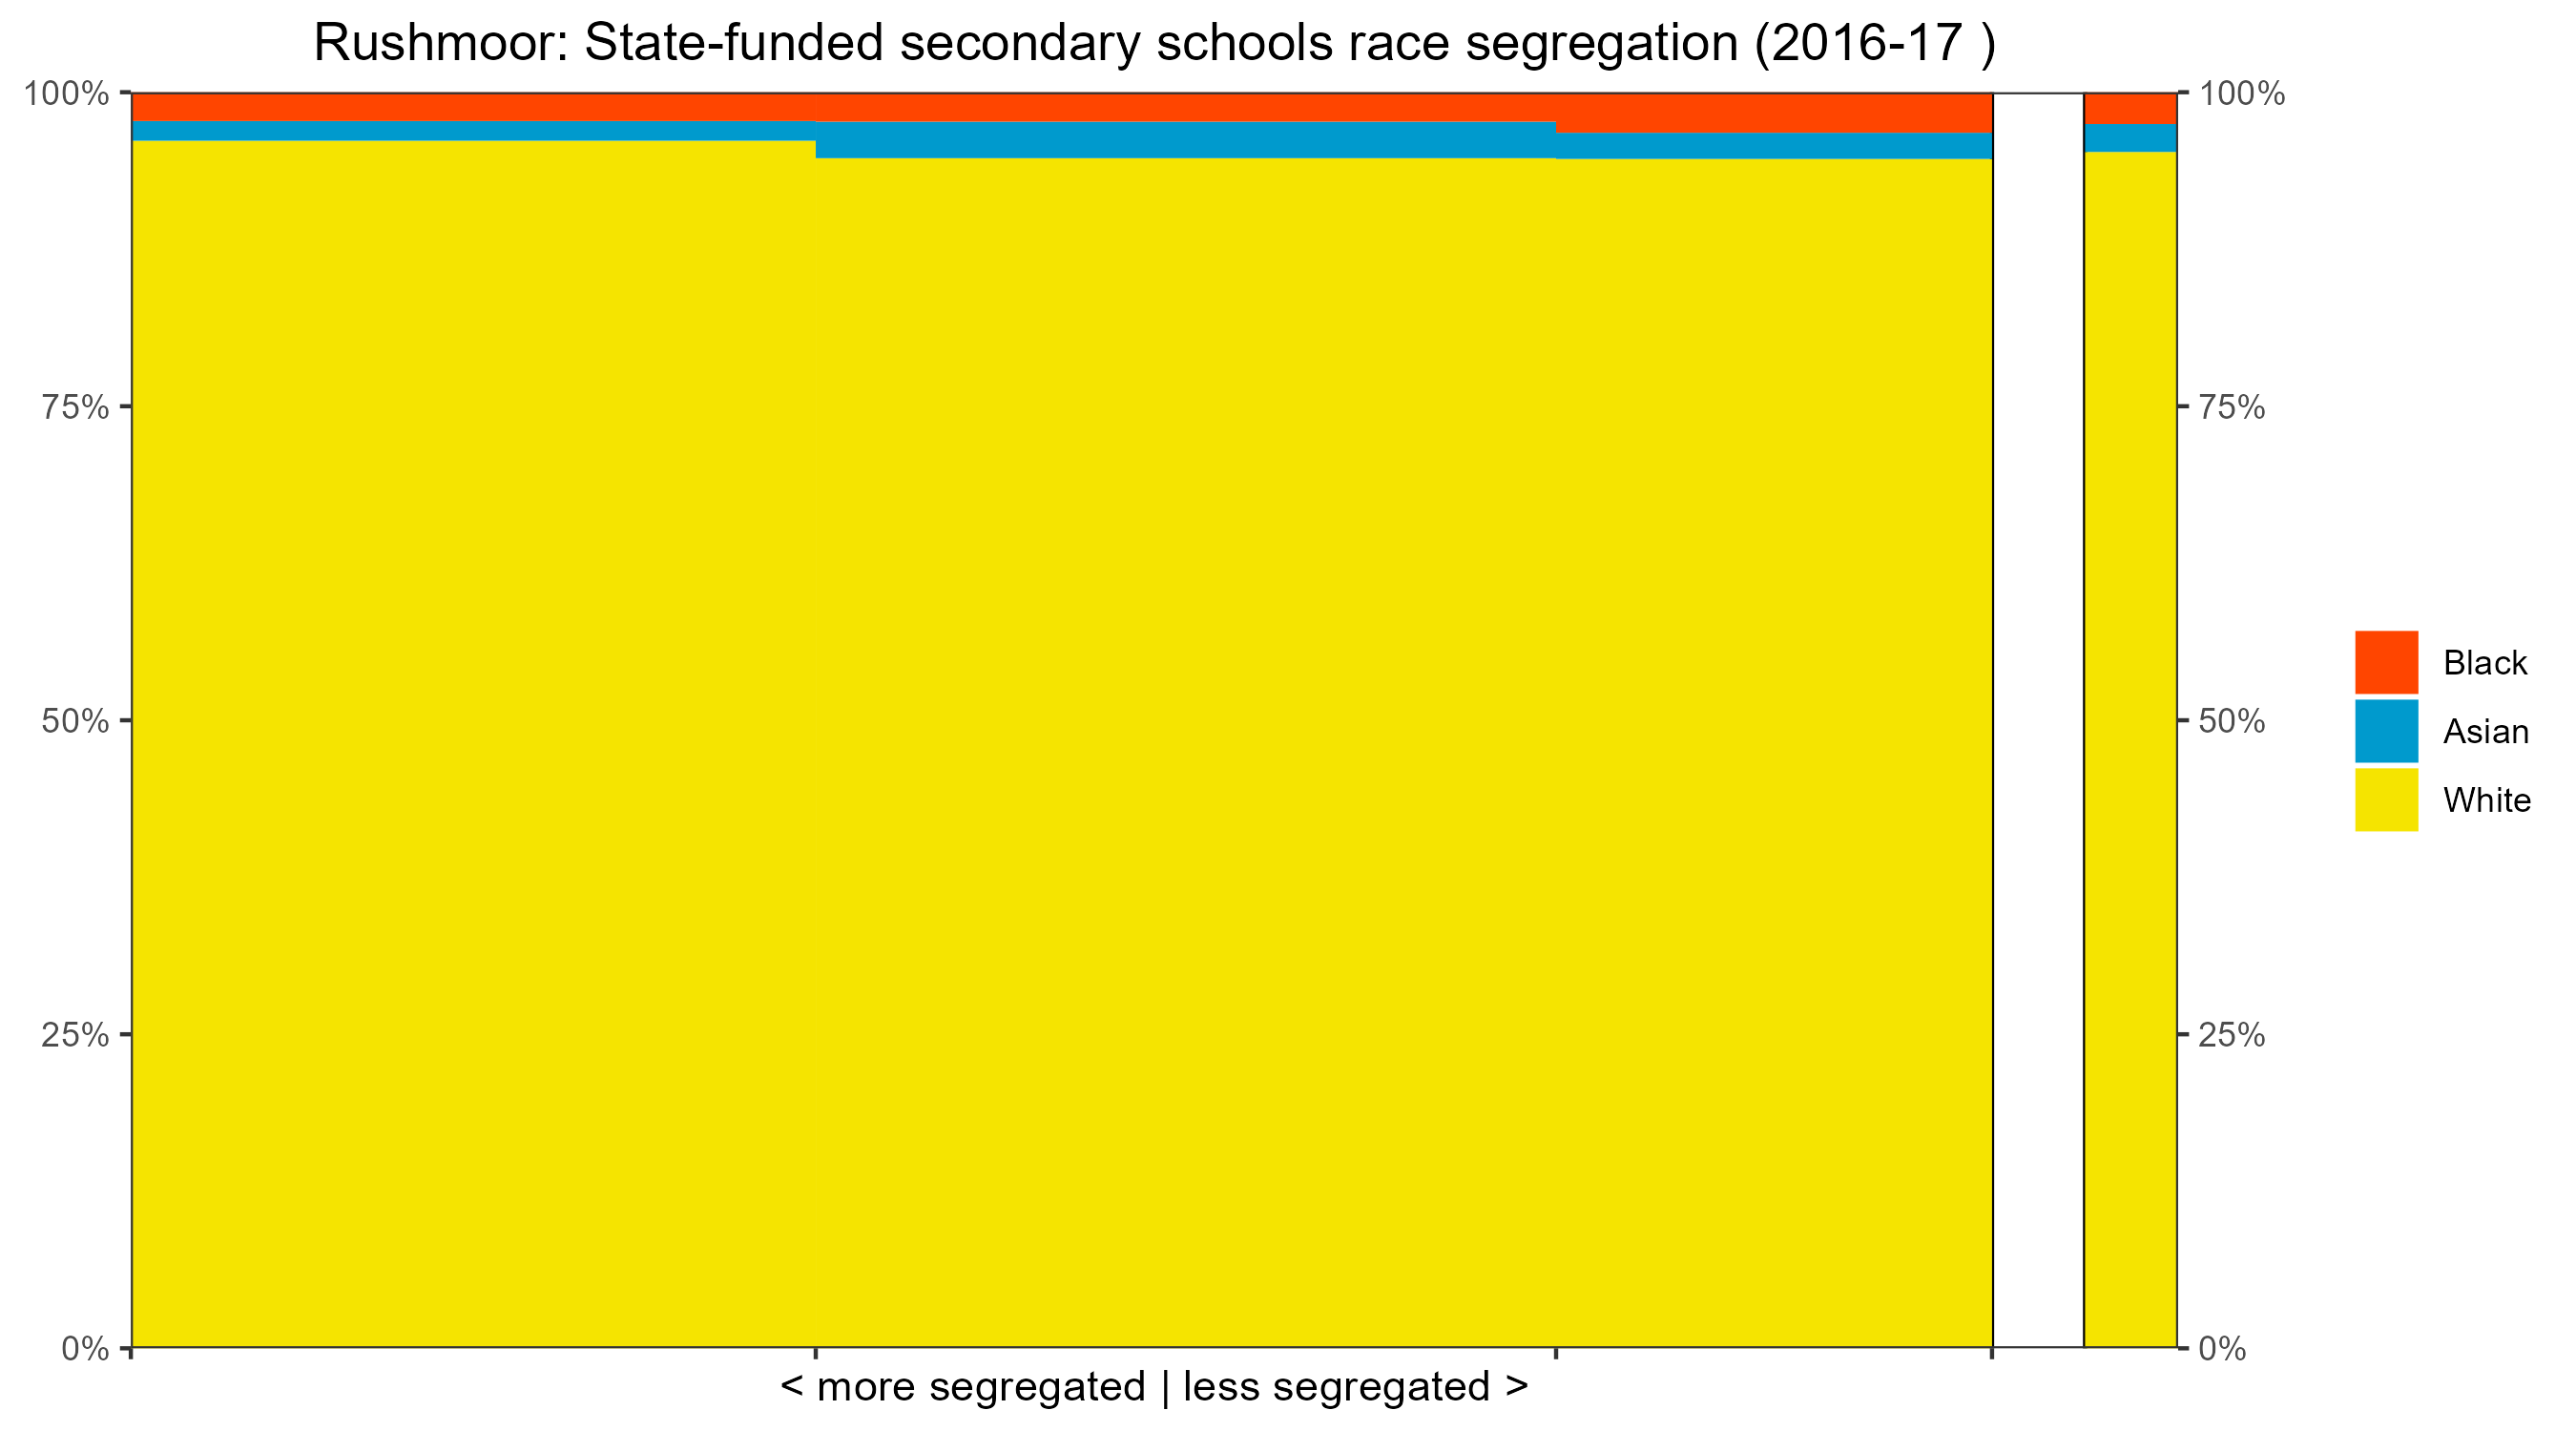 Rushmoor: State-funded secondary schools race segregation (2016-17 )
100%
75%
50%
25%
0%
100%
75%
50%
25%
0%
Black
Asian
White
< more segregated | less segregated >